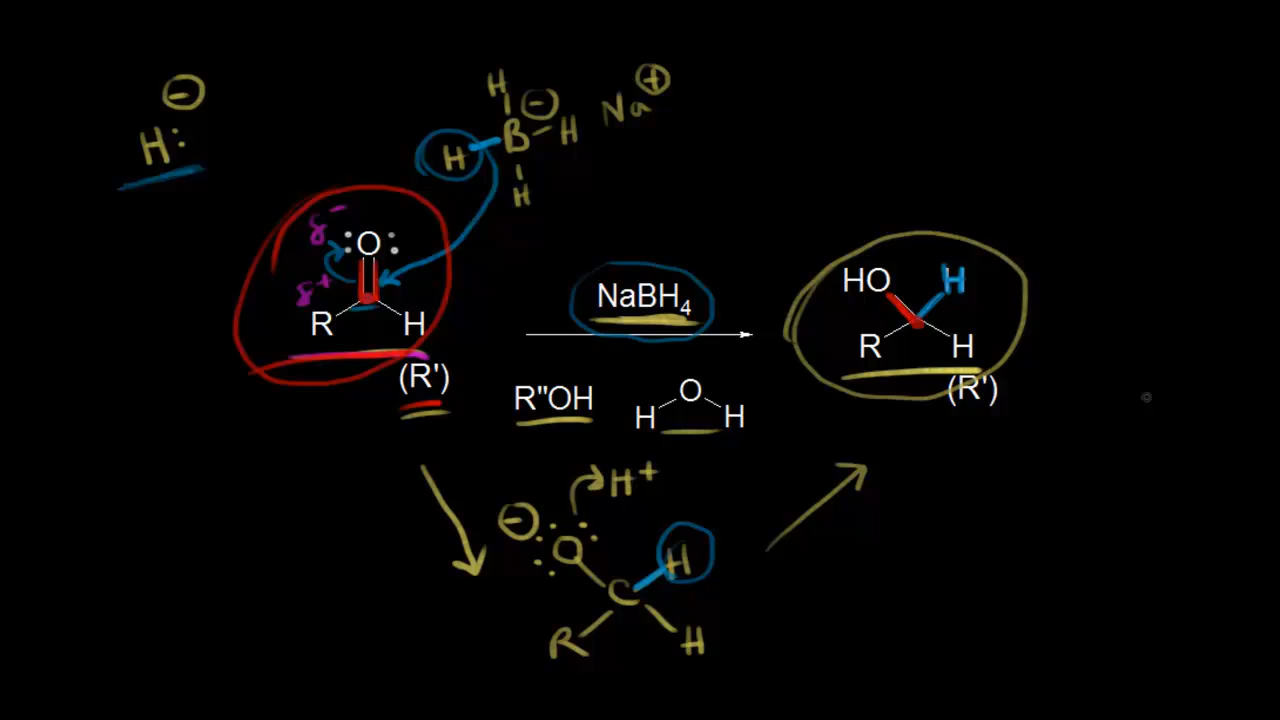 H:⊖
H
H B ⊖ H Na ⊕
H
δ-
:O:
δ+
R H
(R')
NaBH4
R"OH H O H
HO H
R H
(R')
⊖ :O: H+
C H
R H